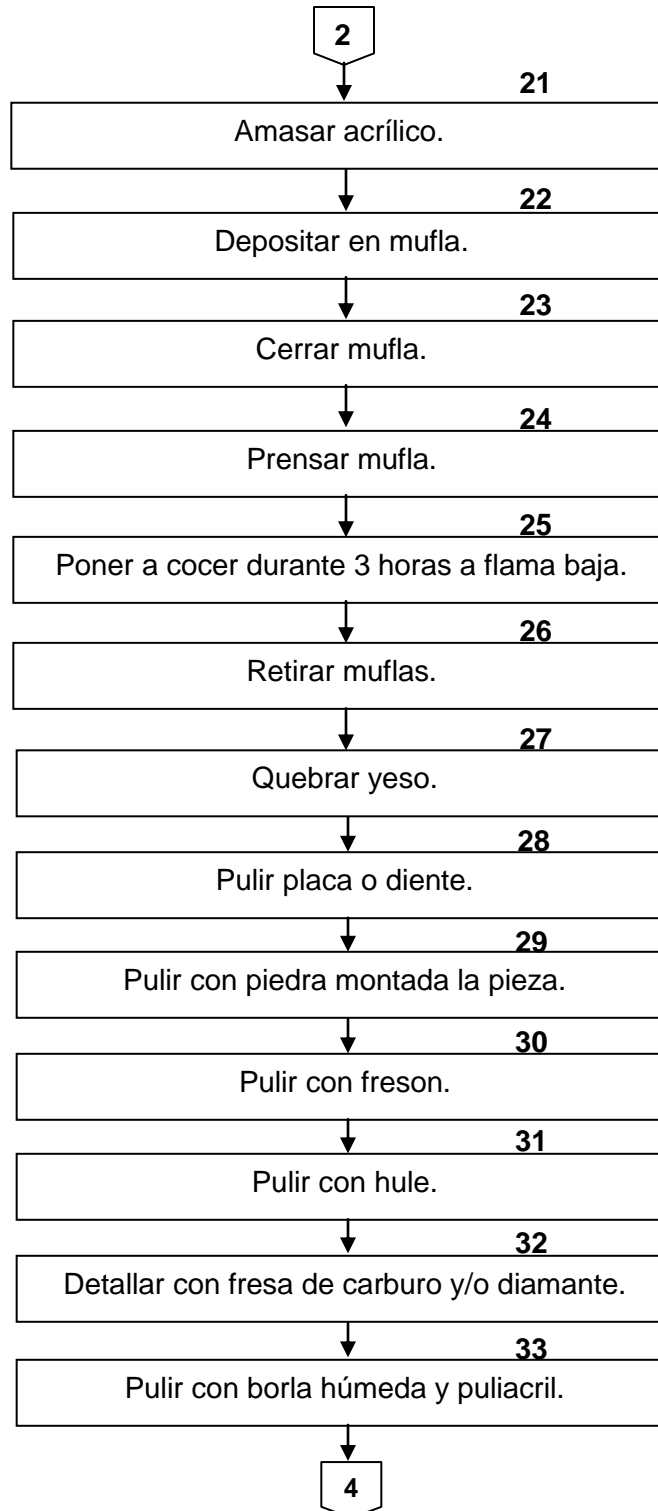 2
21
Amasar acrílico.
22
Depositar en mufla.
23
Cerrar mufla.
24
Prensar mufla.
25
Poner a cocer durante 3 horas a flama baja.
26
Retirar muflas.
27
Quebrar yeso.
28
Pulir placa o diente.
29
Pulir con piedra montada la pieza.
30
Pulir con freson.
31
Pulir con hule.
32
Detallar con fresa de carburo y/o diamante.
33
Pulir con borla húmeda y puliacril.
4